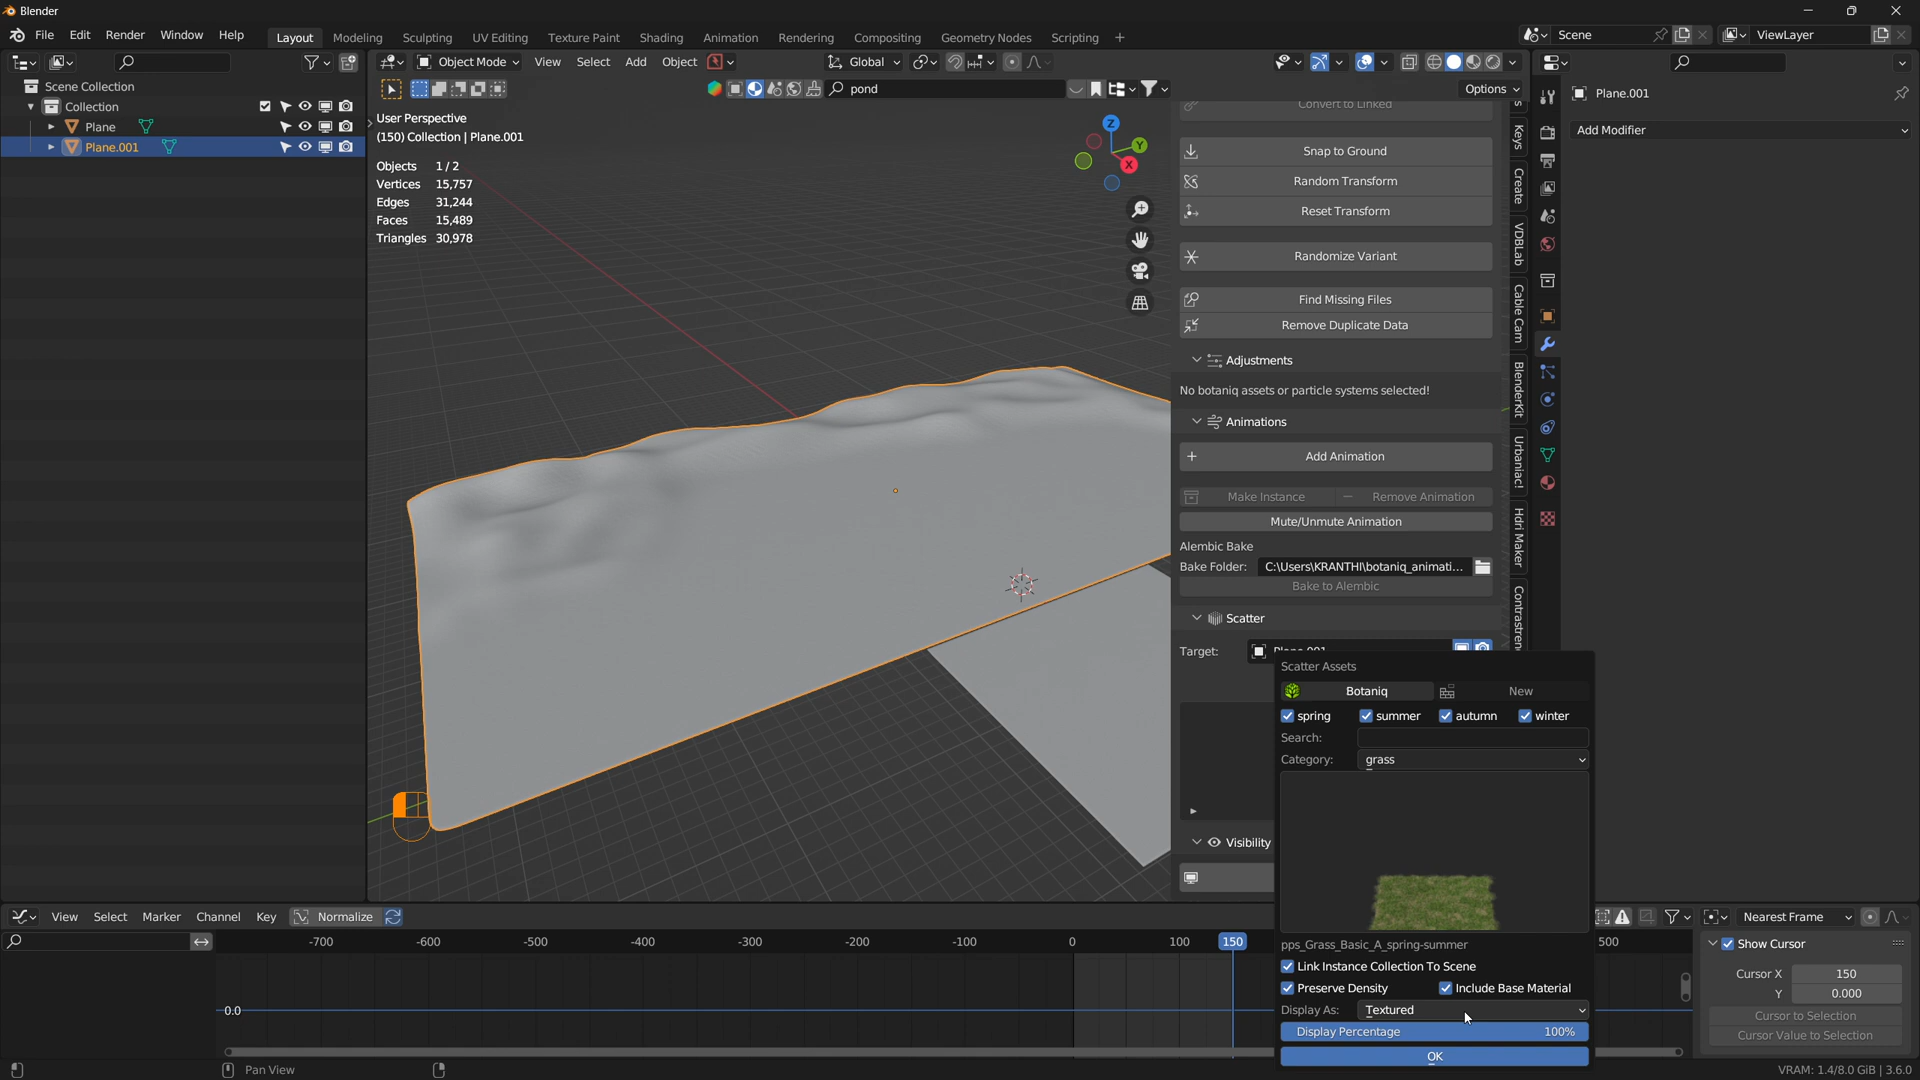 Blender
File Edit Render Window Help Layout Modeling Sculpting UV Editing Texture Paint Shading Animation Rendering Compositing Geometry Nodes Scripting + Scene ViewLayer
Object Mode View Select Add Object Global
pond Options
Scene Collection
Collection
Plane
Plane.001
User Perspective
(150) Collection | Plane.001
Objects 1/2
Vertices 15,757
Edges 31,244
Faces 15,489
Triangles 30,978
Z
Y
X
Convert to Linked
Snap to Ground
Random Transform
Reset Transform
Randomize Variant
Find Missing Files
Remove Duplicate Data
Adjustments
No botaniq assets or particle systems selected!
Animations
Add Animation
Make Instance Remove Animation
Mute/Unmute Animation
Alembic Bake
Bake Folder: C:\Users\KRANTHI\botaniq_animati...
Bake to Alembic
Scatter
Target: Plane.001
Visibility
Keys
Create
VDBLab
Cable Cam
BlenderKit
Urbaniac!
Hdri Maker
Plane.001
Add Modifier
Scatter Assets
Botaniq New
spring summer autumn winter
Search:
Category: grass
pps_Grass_Basic_A_spring-summer
Link Instance Collection To Scene
Preserve Density Include Base Material
Display As: Textured
Display Percentage 100%
OK
View Select Marker Channel Key Normalize Nearest Frame
-700 -600 -500 -400 -300 -200 -100 0 100 150 500
0.0
Show Cursor
Cursor X 150
Y 0.000
Cursor to Selection
Cursor Value to Selection
Pan View
VRAM: 1.4/8.0 GiB | 3.6.0